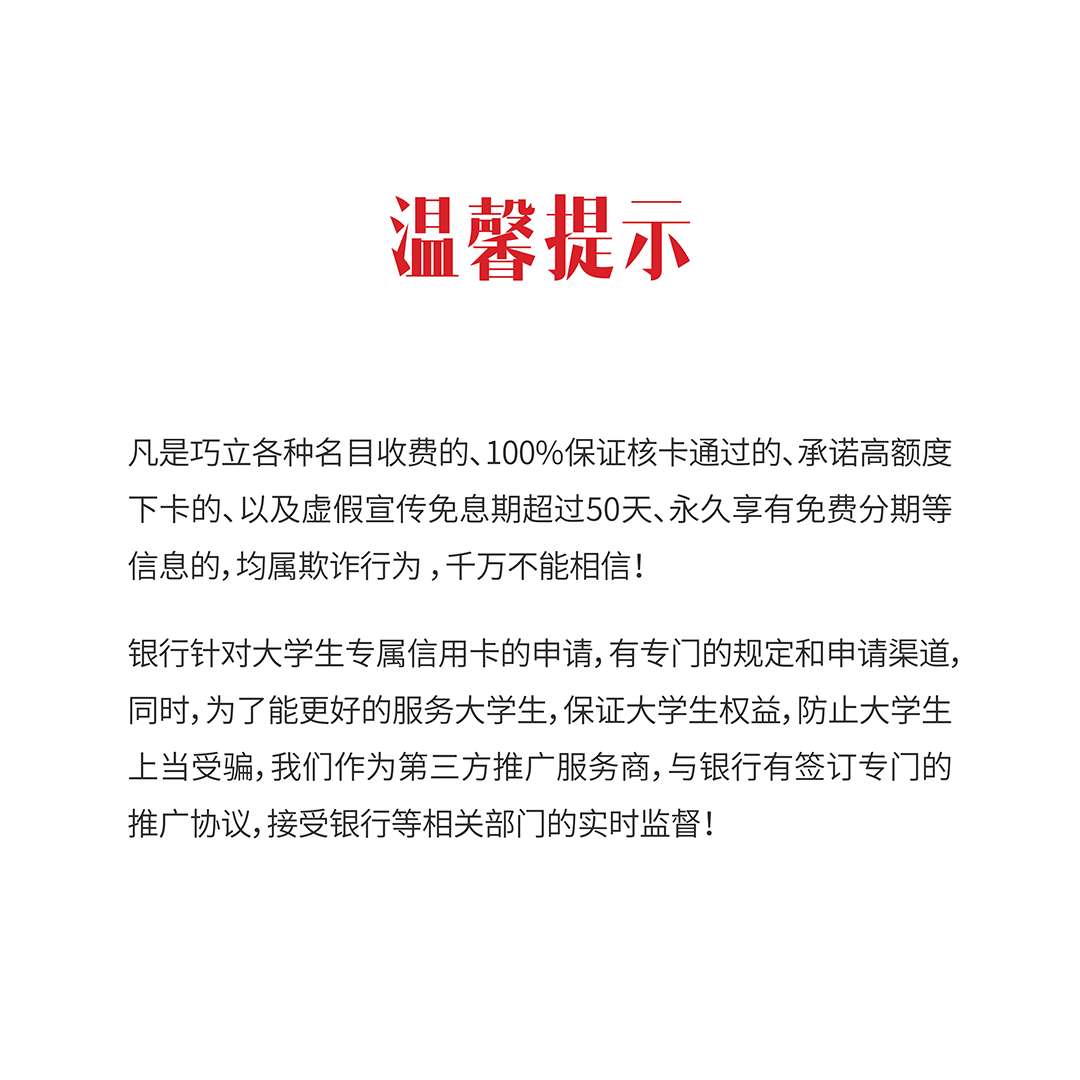 温馨提示
凡是巧立各种名目收费的、100%保证核卡通过的、承诺高额度
下卡的、以及虚假宣传免息期超过50天、永久享有免费分期等
信息的，均属欺诈行为 ，千万不能相信！
银行针对大学生专属信用卡的申请，有专门的规定和申请渠道，
同时，为了能更好的服务大学生，保证大学生权益，防止大学生
上当受骗，我们作为第三方推广服务商，与银行有签订专门的
推广协议，接受银行等相关部门的实时监督！